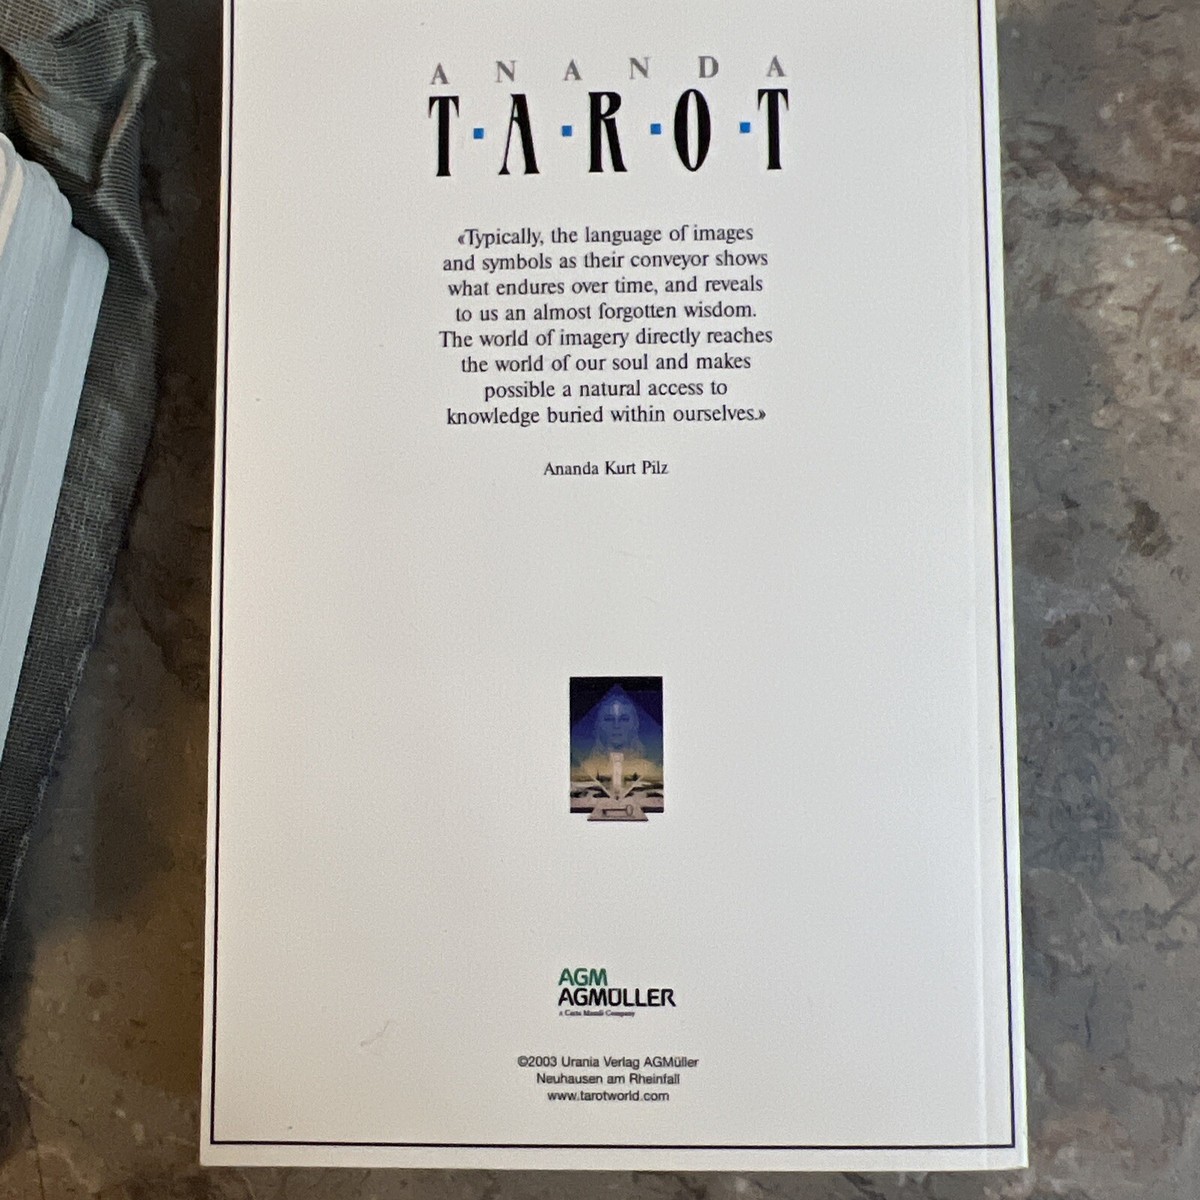 ANANDA
T·A·R·O·T
«Typically, the language of images
and symbols as their conveyor shows
what endures over time, and reveals
to us an almost forgotten wisdom.
The world of imagery directly reaches
the world of our soul and makes
possible a natural access to
knowledge buried within ourselves.»
Ananda Kurt Pilz
AGM
AGMÜLLER
a Carta Mundi Company
©2003 Urania Verlag AGMüller
Neuhausen am Rheinfall
www.tarotworld.com